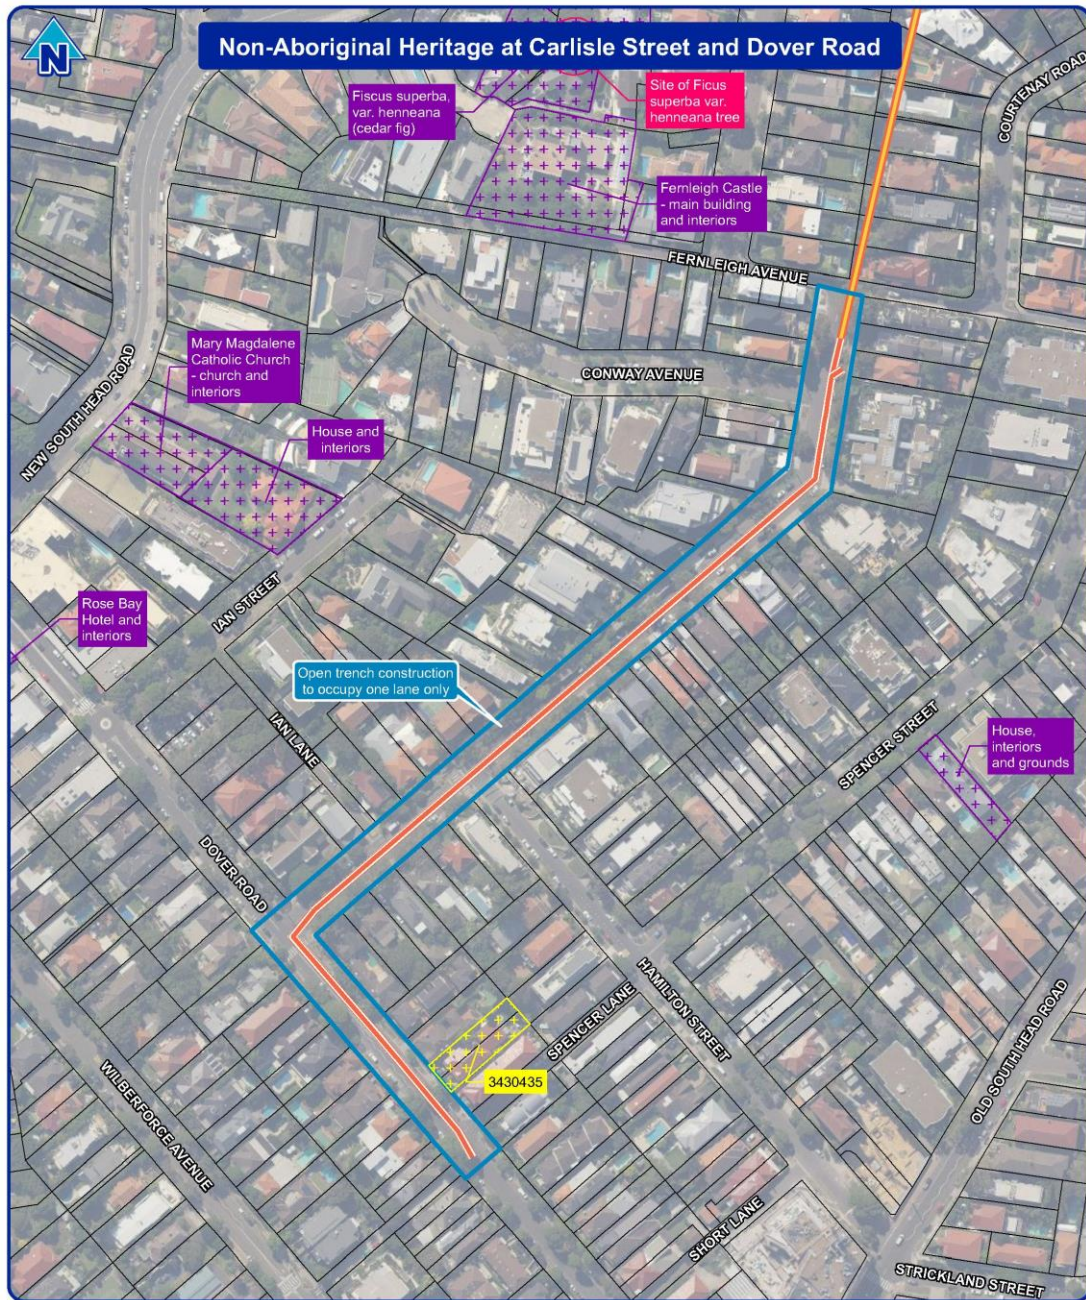 N
Non-Aboriginal Heritage at Carlisle Street and Dover Road
COURTENAY ROAD
Fiscus superba,
var. henneana
(cedar fig)
Site of Ficus
superba var.
henneana tree
Fernleigh Castle
- main building
and interiors
FERNLEIGH AVENUE
Mary Magdalene
Catholic Church
- church and
interiors
CONWAY AVENUE
NEW SOUTH HEAD ROAD
House and
interiors
IAN STREET
Rose Bay
Hotel and
interiors
Open trench construction
to occupy one lane only
IAN LANE
SPENCER STREET
House,
interiors
and grounds
DOVER ROAD
HAMILTON STREET
SPENCER LANE
3430435
OLD SOUTH HEAD ROAD
WILBERFORCE AVENUE
SHORT LANE
STRICKLAND STREET